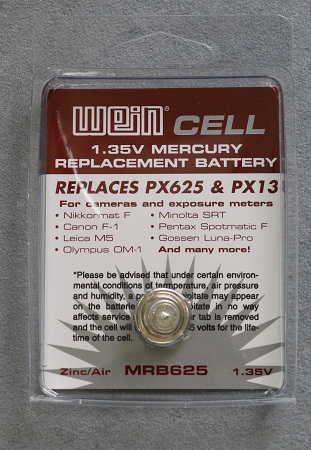 Wein® CELL
1.35V MERCURY
REPLACEMENT BATTERY
REPLACES PX625 & PX13
For cameras and exposure meters
• Nikkormat F • Minolta SRT
• Canon F-1 • Pentax Spotmatic F
• Leica M5 • Gossen Luna-Pro
• Olympus OM-1 And many more!
*Please be advised that under certain environ-
mental conditions of temperature, air pressure
and humidity, a may appear
on the in no way
affects service tab is removed
and the cell will 5 volts for the life-
time of the cell.
Zinc/Air MRB625 1.35V